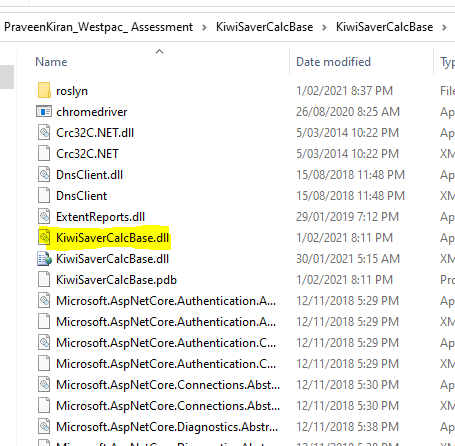 PraveenKiran_Westpac_ Assessment > KiwiSaverCalcBase > KiwiSaverCalcBase >
Name Date modified Ty
roslyn 1/02/2021 8:37 PM File
chromedriver 26/08/2020 8:25 AM Ap
Crc32C.NET.dll 5/03/2014 10:22 PM Ap
Crc32C.NET 5/03/2014 10:22 PM XM
DnsClient.dll 15/08/2018 11:48 PM Ap
DnsClient 15/08/2018 11:48 PM XM
ExtentReports.dll 29/01/2019 7:12 PM Ap
KiwiSaverCalcBase.dll 1/02/2021 8:11 PM Ap
KiwiSaverCalcBase.dll 30/01/2021 5:15 AM XM
KiwiSaverCalcBase.pdb 1/02/2021 8:11 PM Pro
Microsoft.AspNetCore.Authentication.A... 12/11/2018 5:29 PM Ap
Microsoft.AspNetCore.Authentication.A... 12/11/2018 5:29 PM XM
Microsoft.AspNetCore.Authentication.C... 12/11/2018 5:29 PM Ap
Microsoft.AspNetCore.Authentication.C... 12/11/2018 5:29 PM XM
Microsoft.AspNetCore.Connections.Abst... 12/11/2018 5:30 PM Ap
Microsoft.AspNetCore.Connections.Abst... 12/11/2018 5:30 PM XM
Microsoft.AspNetCore.Diagnostics.Abstr... 12/11/2018 5:38 PM Ap